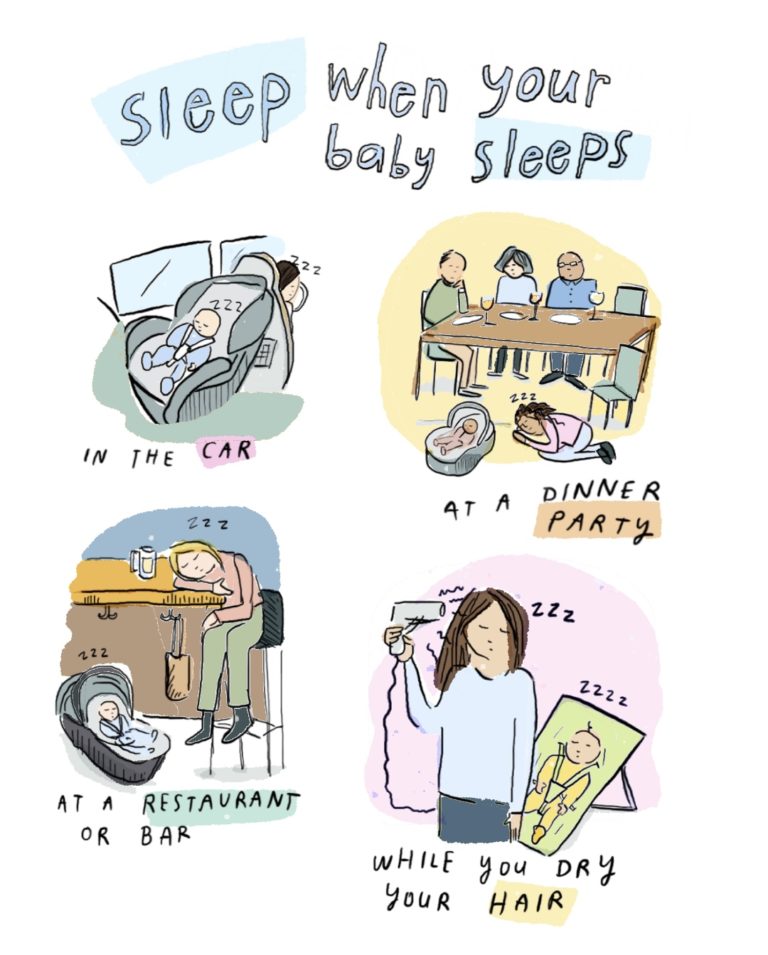 sleep when your
baby sleeps
zzz
zzz
IN THE CAR
zzz
AT A DINNER
PARTY
zzz
zzz
AT A RESTAURANT
OR BAR
zzz
zzzz
WHILE YOU DRY
YOUR HAIR